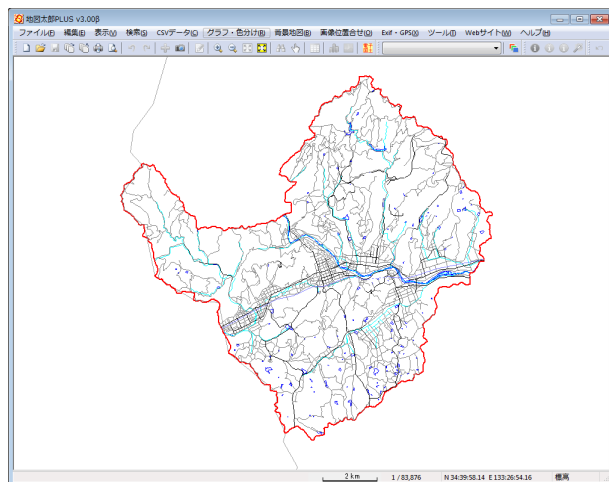 地図太郎PLUS v3.00β
ファイル(F) 編集(E) 表示(V) 検索(S) CSVデータ(C) グラフ・色分け(R) 背景地図(B) 画像位置合せ(O) Exif・GPS(X) ツール(T) Webサイト(W) ヘルプ(H)
2 km 1 / 83,876 N 34:39:58.14 E 133:26:54.16 標高